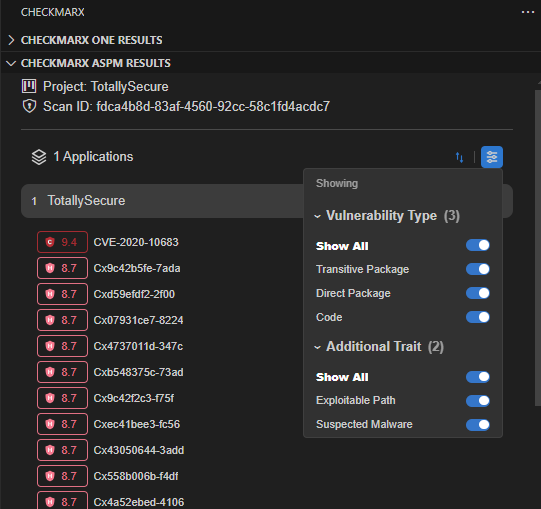 CHECKMARX
CHECKMARX ONE RESULTS
CHECKMARX ASPM RESULTS
Project: TotallySecure
Scan ID: fdca4b8d-83af-4560-92cc-58c1fd4acdc7
1 Applications
Showing
1 TotallySecure
Vulnerability Type (3)
Show All
Transitive Package
Direct Package
Code
Additional Trait (2)
Show All
Exploitable Path
Suspected Malware
C 9.4 CVE-2020-10683
H 8.7 Cx9c42b5fe-7ada
H 8.7 Cxd59efdf2-2f00
H 8.7 Cx07931ce7-8224
H 8.7 Cx4737011d-347c
H 8.7 Cxb548375c-73ad
H 8.7 Cx9c42f2c3-f75f
H 8.7 Cxec41bee3-fc56
H 8.7 Cx43050644-3add
H 8.7 Cx558b006b-f4df
H 8.7 Cx4a52ebed-4106